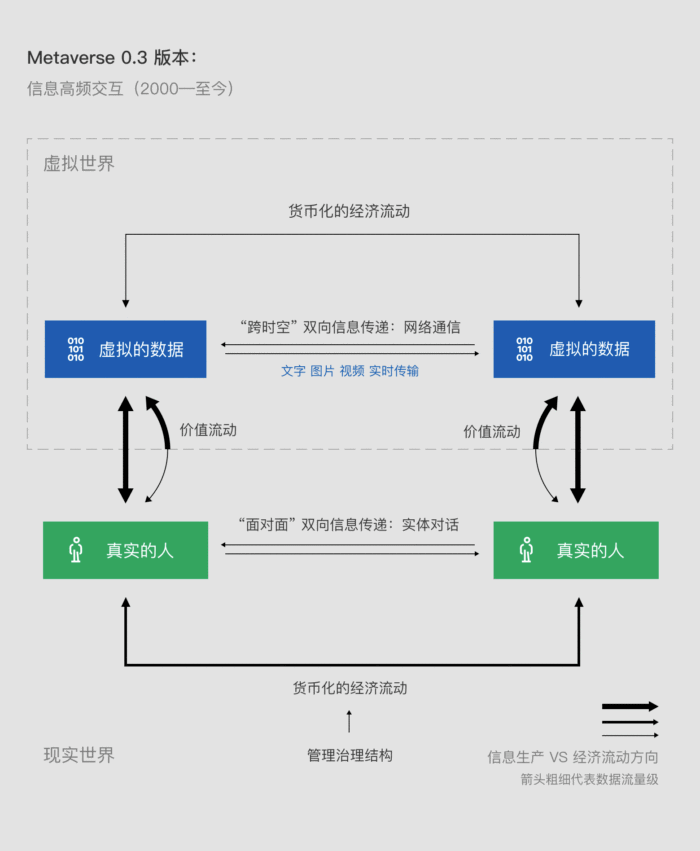 Metaverse 0.3 版本：
信息高频交互（2000—至今）
虚拟世界
货币化的经济流动
“跨时空”双向信息传递：网络通信
010
101
010
虚拟的数据
010
101
010
虚拟的数据
文字 图片 视频 实时传输
价值流动
价值流动
“面对面”双向信息传递：实体对话
真实的人
真实的人
货币化的经济流动
管理治理结构
现实世界
信息生产 VS 经济流动方向
箭头粗细代表数据流量级